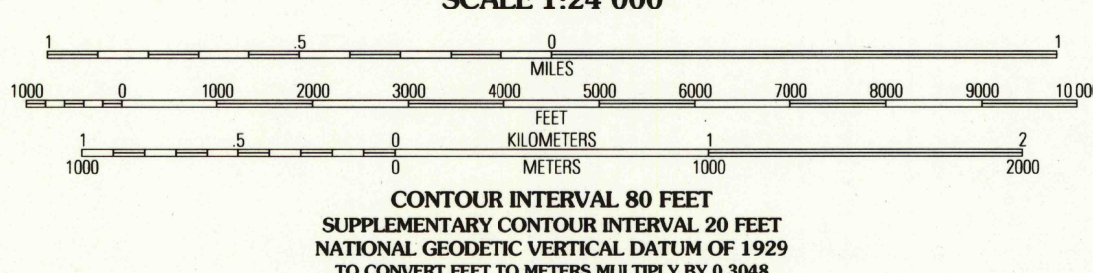 SCALE 1:24 000
1 .5 0 1
MILES
1000 0 1000 2000 3000 4000 5000 6000 7000 8000 9000 10 000
FEET
1 .5 0 KILOMETERS 1 2
1000 0 METERS 1000 2000
CONTOUR INTERVAL 80 FEET
SUPPLEMENTARY CONTOUR INTERVAL 20 FEET
NATIONAL GEODETIC VERTICAL DATUM OF 1929
TO CONVERT FEET TO METERS MULTIPLY BY 0.3048